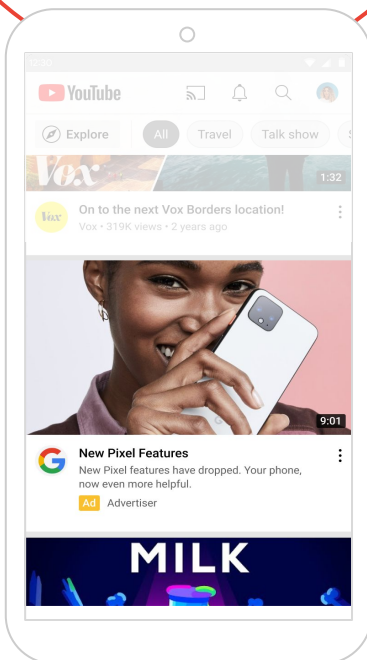 17:30
YouTube
Explore
All
Travel
Talk show
Vox
1:32
Vox
On to the next Vox Borders location!
Vox • 319K views • 2 years ago
9:01
New Pixel Features
New Pixel features have dropped. Your phone,
now even more helpful.
Ad Advertiser
MILK